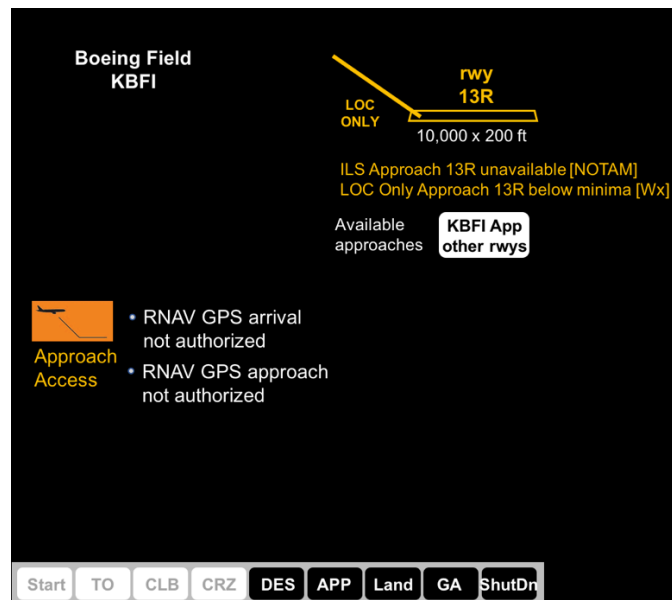 Boeing Field
KBFI
rwy
13R
LOC
ONLY
10,000 x 200 ft
ILS Approach 13R unavailable [NOTAM]
LOC Only Approach 13R below minima [Wx]
Available
approaches
KBFI App
other rwys
Approach
Access
• RNAV GPS arrival
not authorized
• RNAV GPS approach
not authorized
Start TO CLB CRZ DES APP Land GA ShutDn